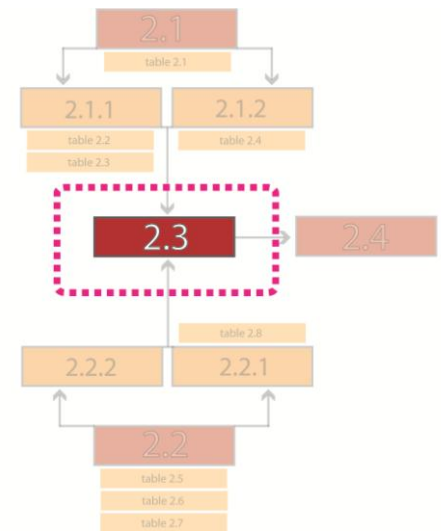 2.1
table 2.1
2.1.1 2.1.2
table 2.2 table 2.4
table 2.3
2.3 2.4
table 2.8
2.2.2 2.2.1
2.2
table 2.5
table 2.6
table 2.7